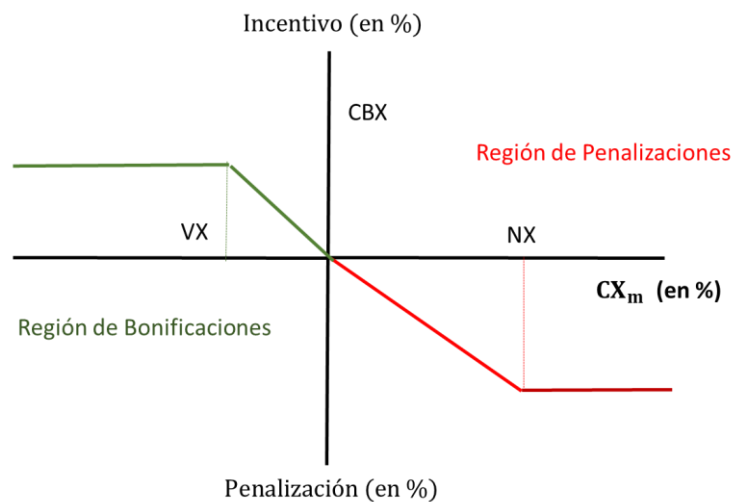 Incentivo (en %)
CBX
Región de Penalizaciones
VX
NX
CXm (en %)
Región de Bonificaciones
Penalización (en %)